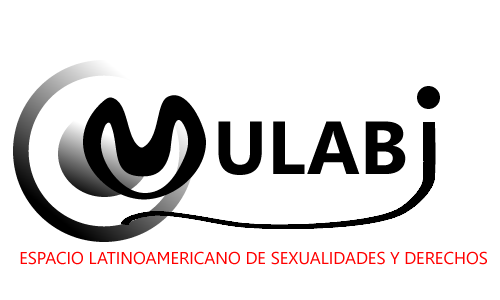 MULABi
ESPACIO LATINOAMERICANO DE SEXUALIDADES Y DERECHOS